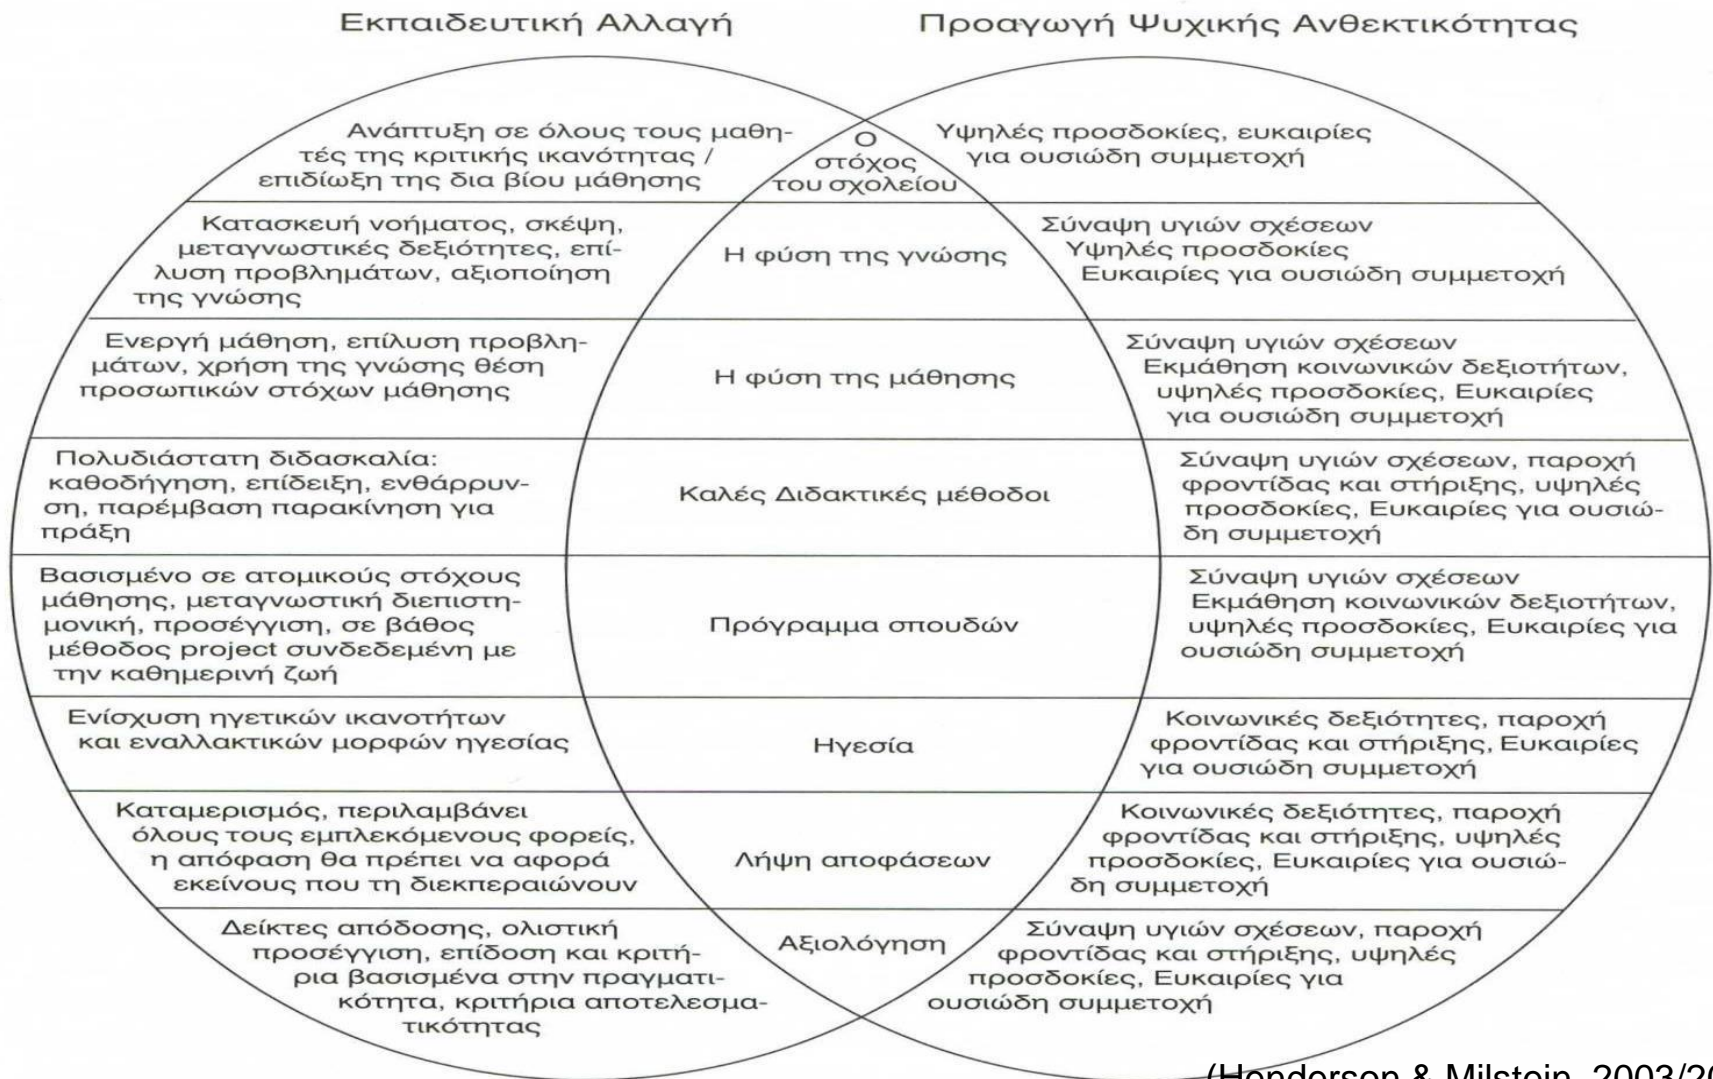 Εκπαιδευτική Αλλαγή
Προαγωγή Ψυχικής Ανθεκτικότητας
Ανάπτυξη σε όλους τους μαθη-
τές της κριτικής ικανότητας /
επιδίωξη της δια βίου μάθησης
Ο
στόχος
του σχολείου
Υψηλές προσδοκίες, ευκαιρίες
για ουσιώδη συμμετοχή
Κατασκευή νοήματος, σκέψη,
μεταγνωστικές δεξιότητες, επί-
λυση προβλημάτων, αξιοποίηση
της γνώσης
Η φύση της γνώσης
Σύναψη υγιών σχέσεων
Υψηλές προσδοκίες
Ευκαιρίες για ουσιώδη συμμετοχή
Ενεργή μάθηση, επίλυση προβλη-
μάτων, χρήση της γνώσης θέση
προσωπικών στόχων μάθησης
Η φύση της μάθησης
Σύναψη υγιών σχέσεων
Εκμάθηση κοινωνικών δεξιοτήτων,
υψηλές προσδοκίες, Ευκαιρίες
για ουσιώδη συμμετοχή
Πολυδιάστατη διδασκαλία:
καθοδήγηση, επίδειξη, ενθάρρυν-
ση, παρέμβαση παρακίνηση για
πράξη
Καλές Διδακτικές μέθοδοι
Σύναψη υγιών σχέσεων, παροχή
φροντίδας και στήριξης, υψηλές
προσδοκίες, Ευκαιρίες για ουσιώ-
δη συμμετοχή
Βασισμένο σε ατομικούς στόχους
μάθησης, μεταγνωστική διεπιστη-
μονική, προσέγγιση, σε βάθος
μέθοδος project συνδεδεμένη με
την καθημερινή ζωή
Πρόγραμμα σπουδών
Σύναψη υγιών σχέσεων
Εκμάθηση κοινωνικών δεξιοτήτων,
υψηλές προσδοκίες, Ευκαιρίες για
ουσιώδη συμμετοχή
Ενίσχυση ηγετικών ικανοτήτων
και εναλλακτικών μορφών ηγεσίας
Ηγεσία
Κοινωνικές δεξιότητες, παροχή
φροντίδας και στήριξης, Ευκαιρίες
για ουσιώδη συμμετοχή
Καταμερισμός, περιλαμβάνει
όλους τους εμπλεκόμενους φορείς,
η απόφαση θα πρέπει να αφορά
εκείνους που τη διεκπεραιώνουν
Λήψη αποφάσεων
Κοινωνικές δεξιότητες, παροχή
φροντίδας και στήριξης, υψηλές
προσδοκίες, Ευκαιρίες για ουσιώ-
δη συμμετοχή
Δείκτες απόδοσης, ολιστική
προσέγγιση, επίδοση και κριτή-
ρια βασισμένα στην πραγματι-
κότητα, κριτήρια αποτελεσμα-
τικότητας
Αξιολόγηση
Σύναψη υγιών σχέσεων, παροχή
φροντίδας και στήριξης, υψηλές
προσδοκίες, Ευκαιρίες για
ουσιώδη συμμετοχή
(Henderson & Milstein, 2003/20